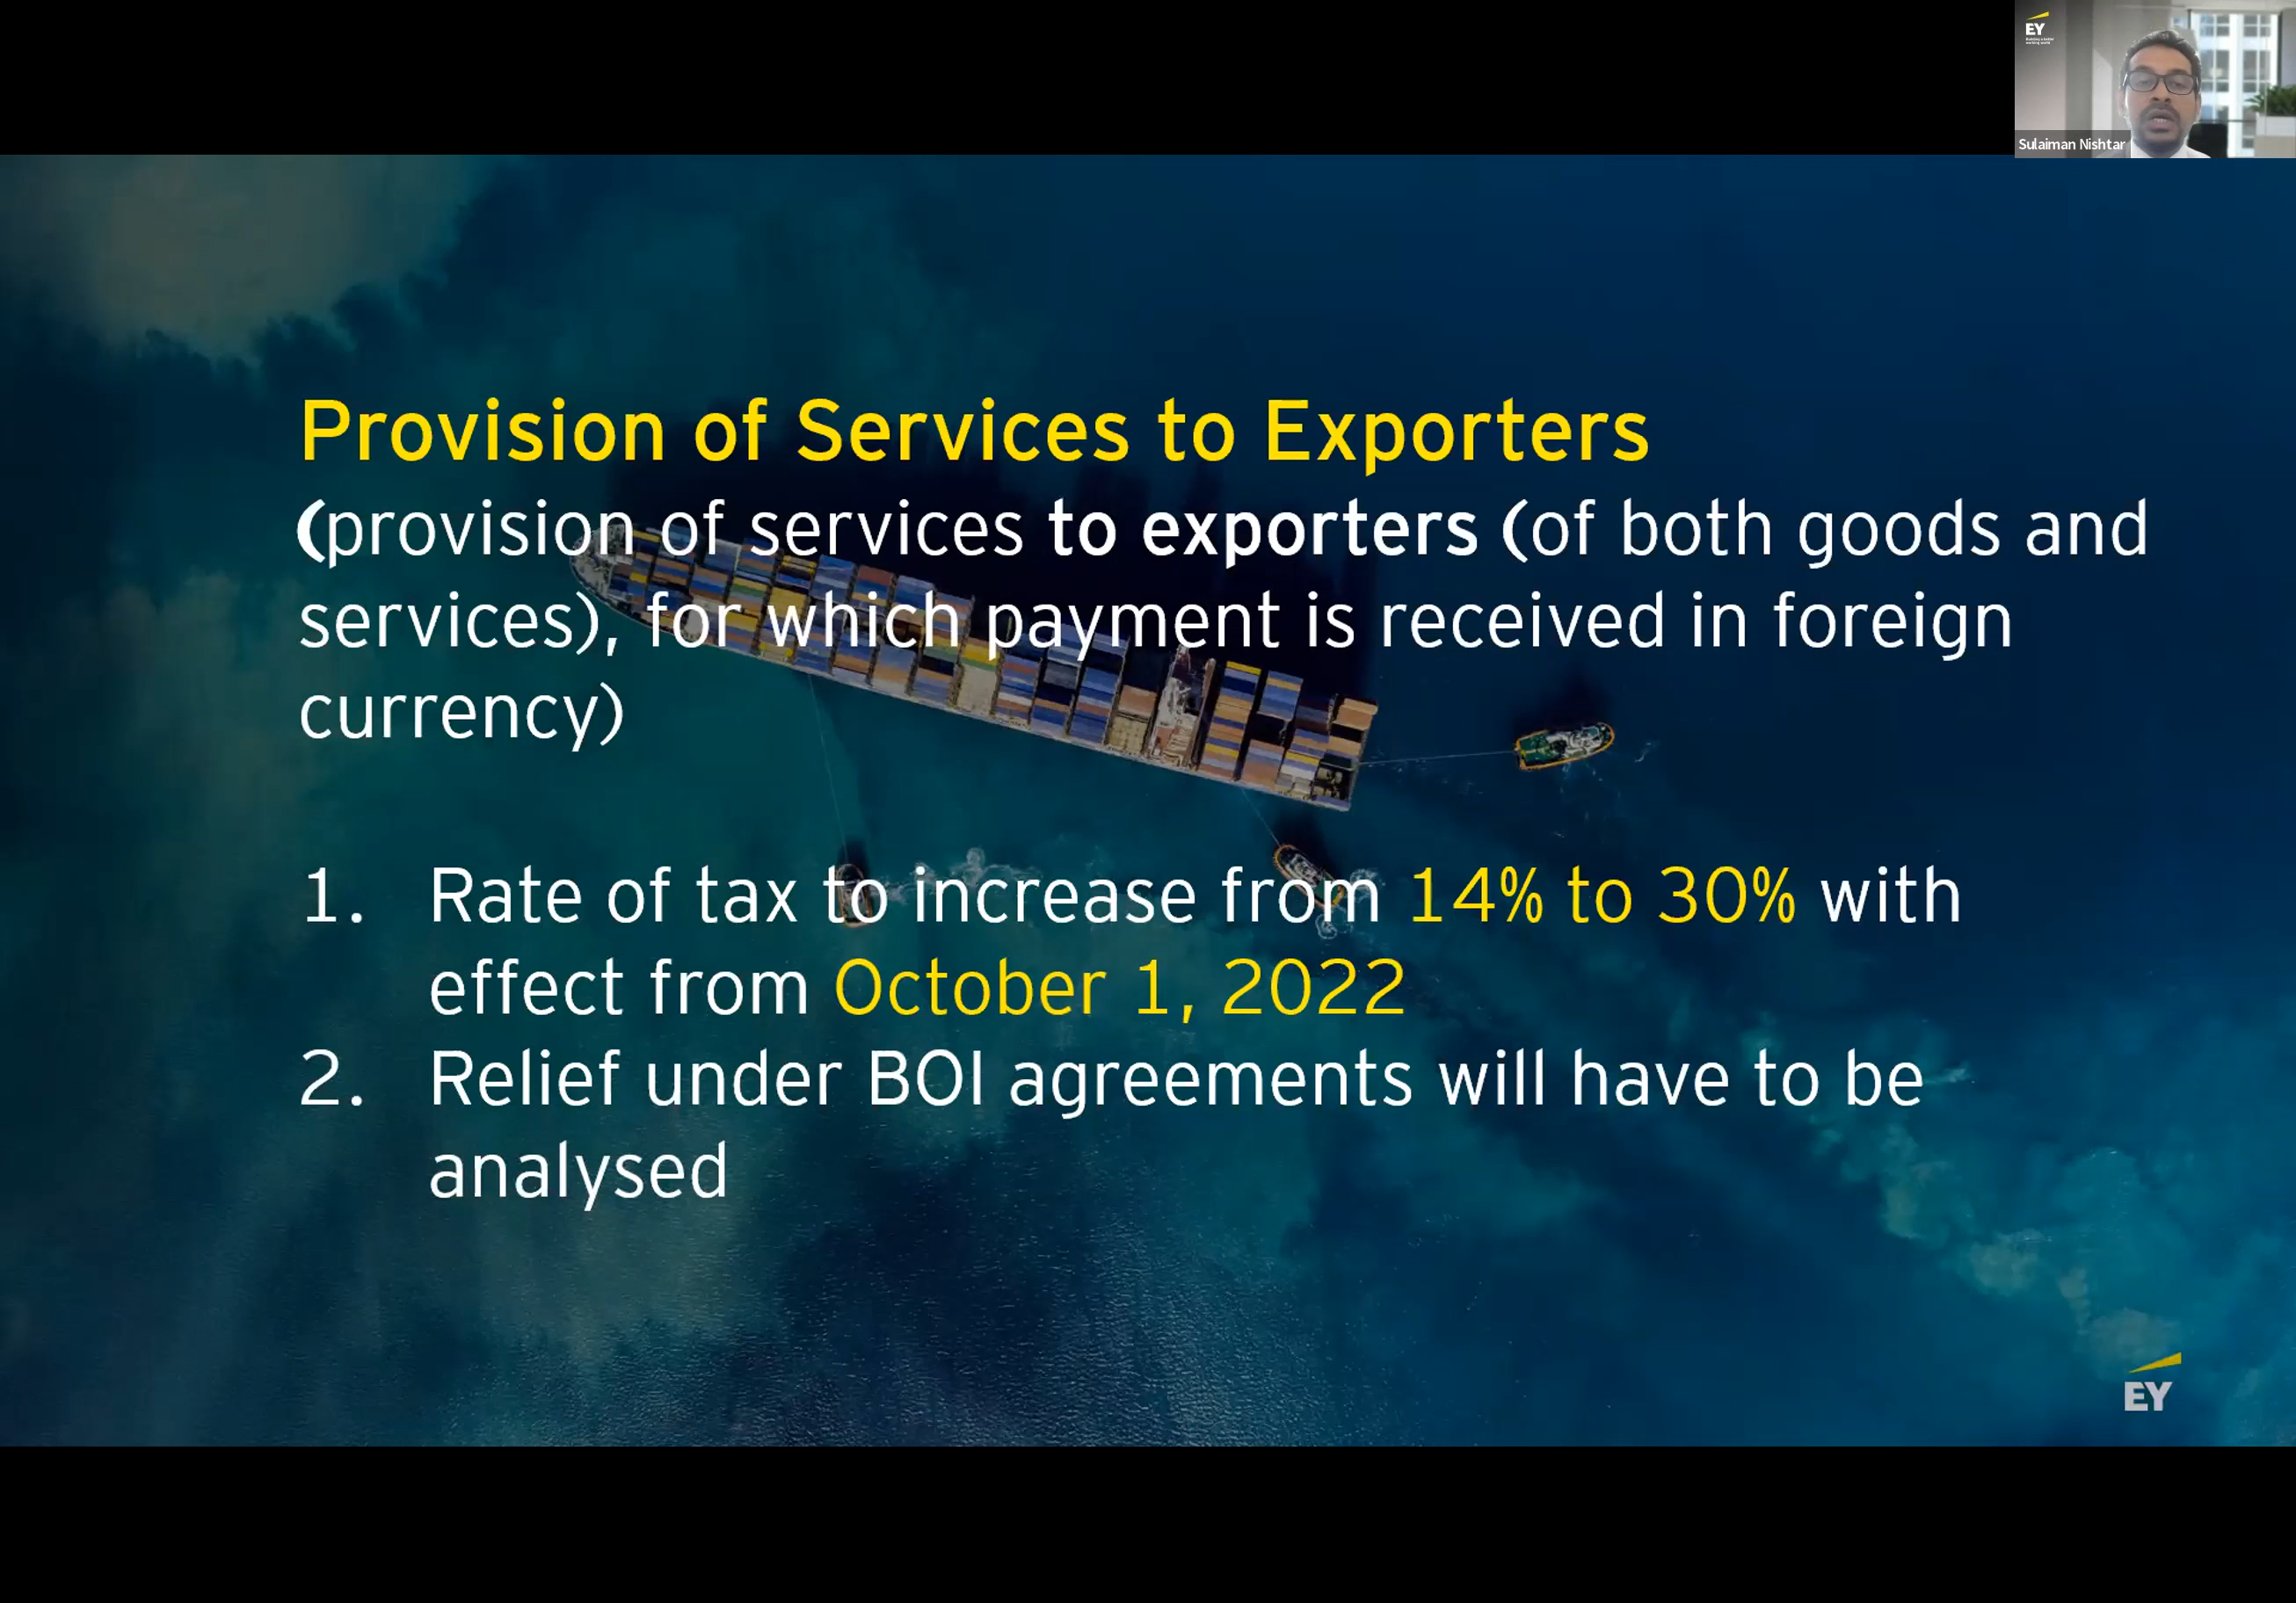 EY
Sulaiman Nishtar
Provision of Services to Exporters
(provision of services to exporters (of both goods and
services), for which payment is received in foreign
currency)
1. Rate of tax to increase from 14% to 30% with
effect from October 1, 2022
2. Relief under BOI agreements will have to be
analysed
EY